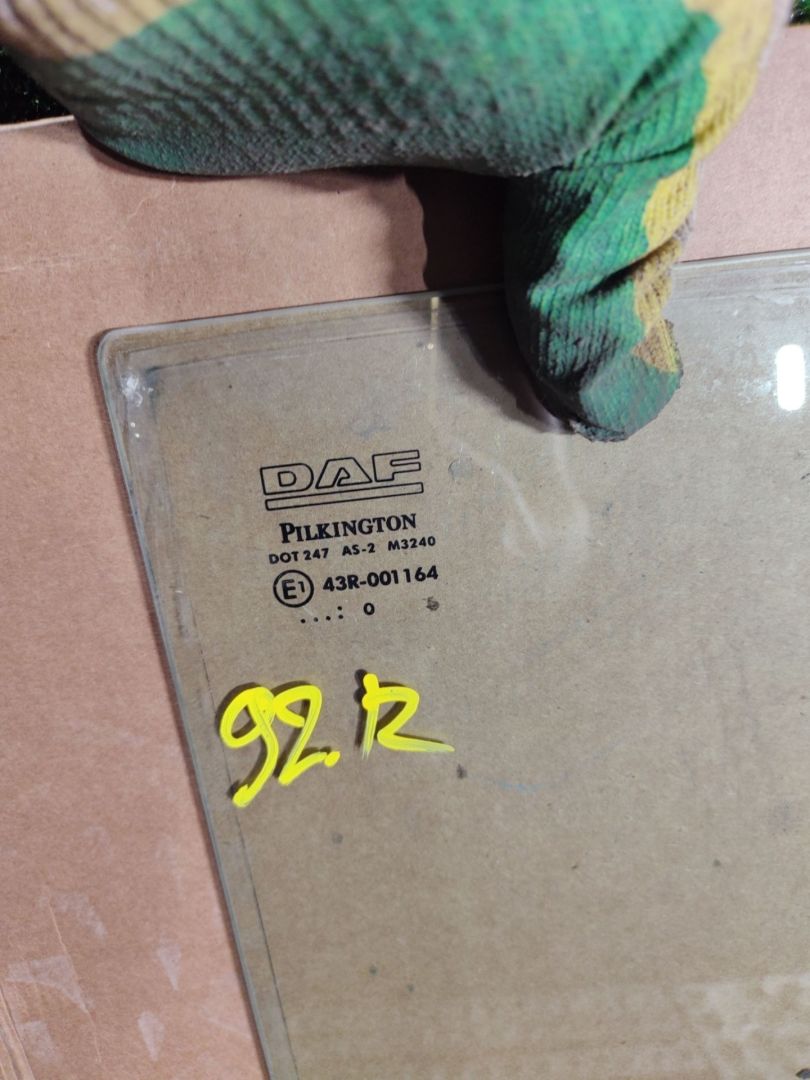 DAF
PILKINGTON
DOT 247 AS-2 M3240
E1 43R-001164
...: 0
92.R